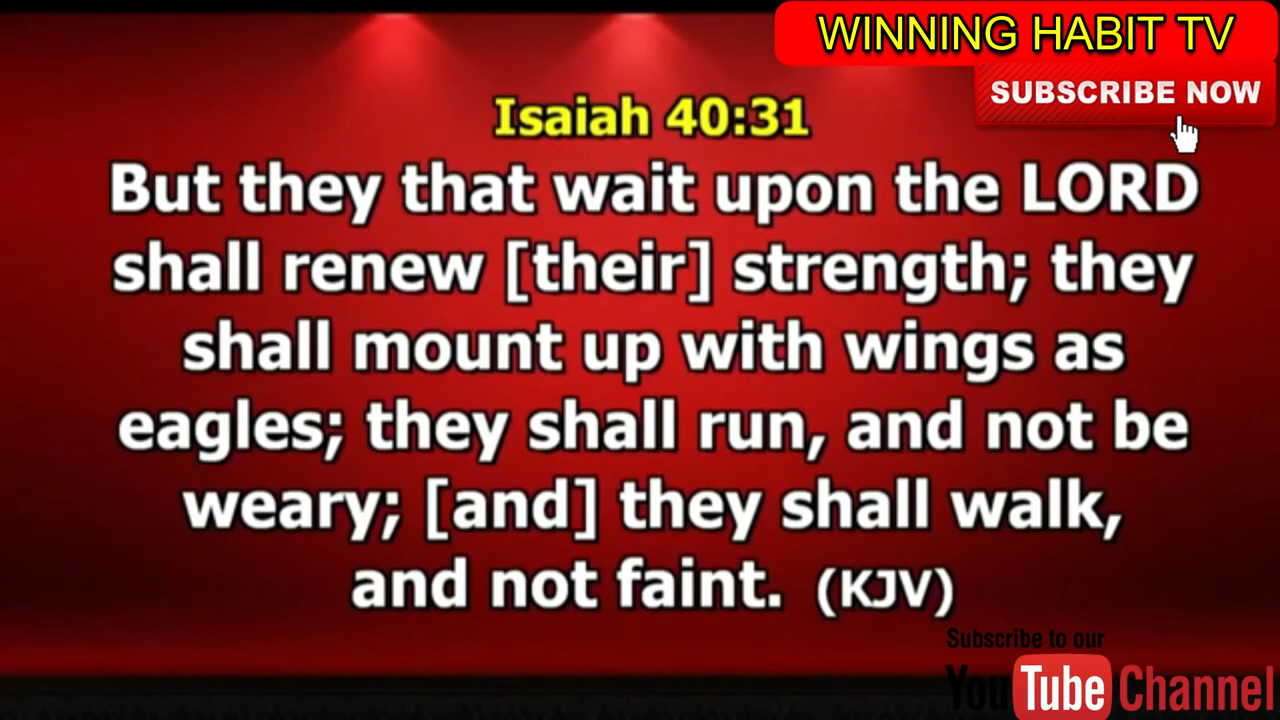 WINNING HABIT TV
SUBSCRIBE NOW
Isaiah 40:31
But they that wait upon the LORD
shall renew [their] strength; they
shall mount up with wings as
eagles; they shall run, and not be
weary; [and] they shall walk,
and not faint. (KJV)
Subscribe to our
YouTube Channel